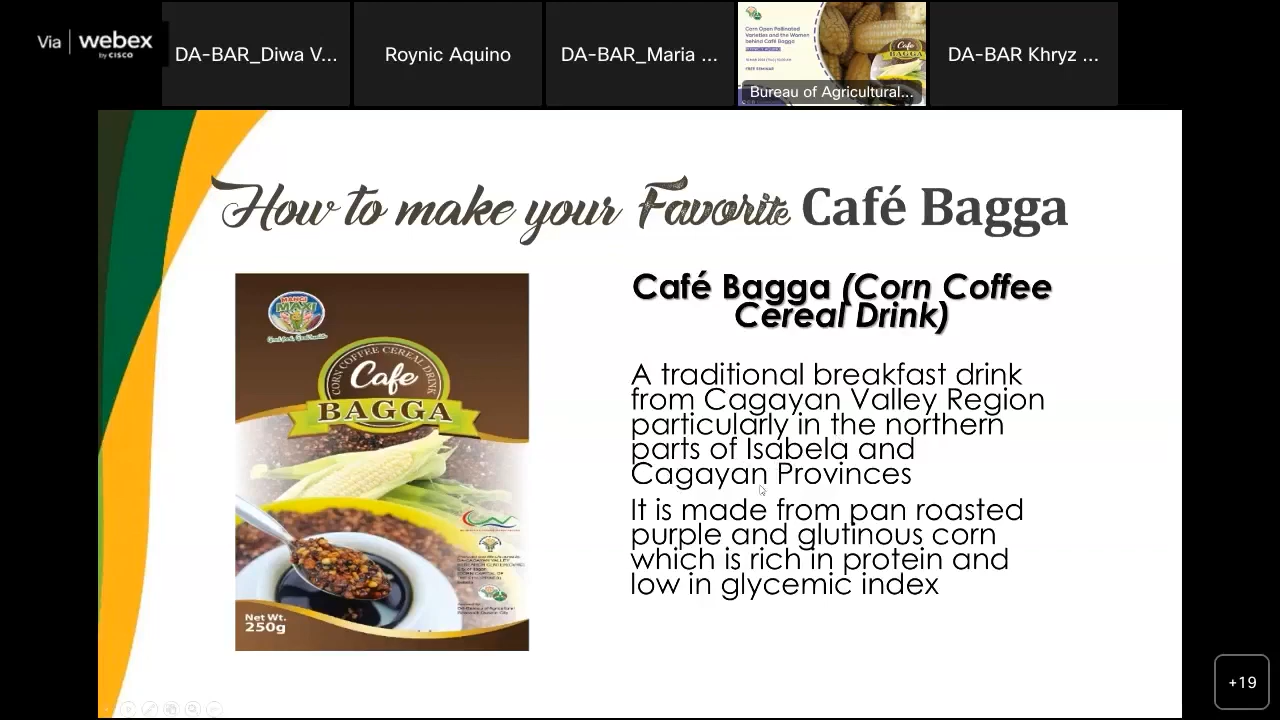 Via webex
by CISCO
Roynic Aquino
DA-BAR_Maria ...
Corn Open Pollinated
Varieties and the Women
behind Café Bagga
Cafe
BAGGA
Bureau of Agricultural...
DA-BAR Khryz ...
How to make your Favorite Café Bagga
MAXI
CORN COFFEE CEREAL DRINK
Cafe
BAGGA
Net Wt.
250g
Café Bagga (Corn Coffee
Cereal Drink)
A traditional breakfast drink
from Cagayan Valley Region
particularly in the northern
parts of Isabela and
Cagayan Provinces
It is made from pan roasted
purple and glutinous corn
which is rich in protein and
low in glycemic index
+19